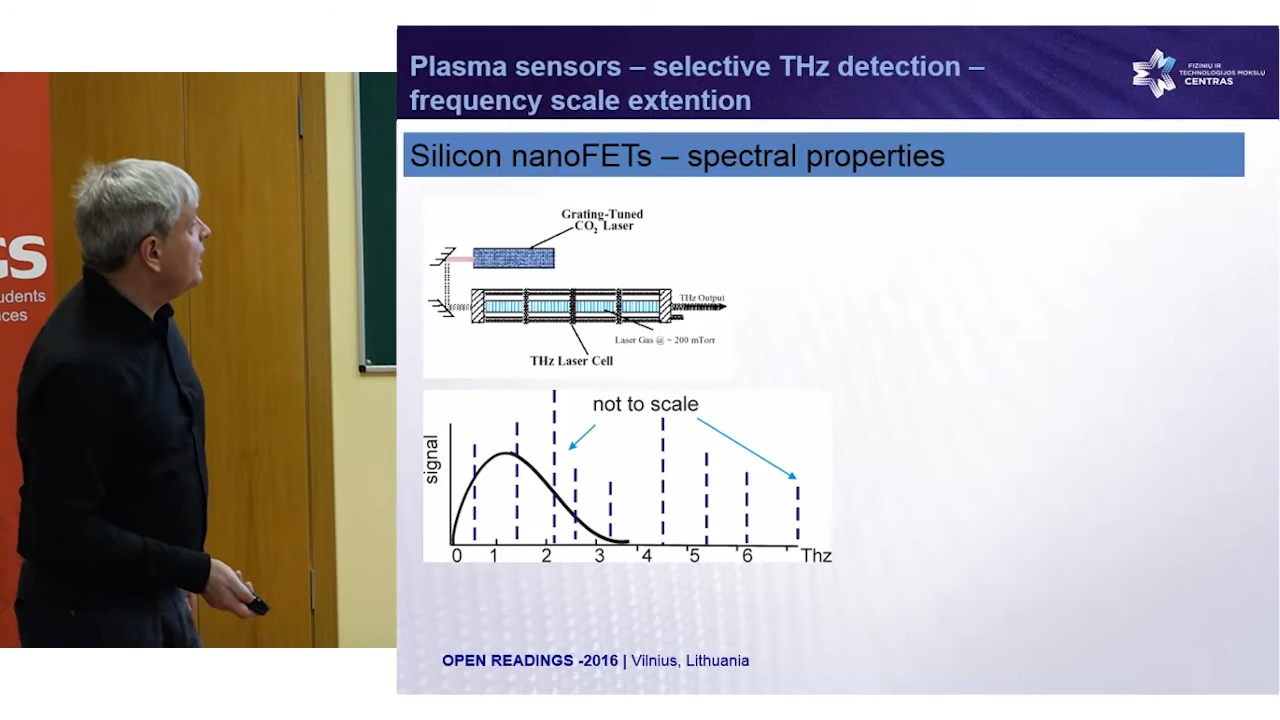 Plasma sensors – selective THz detection –
frequency scale extention
FIZINIŲ IR
TECHNOLOGIJOS MOKSLŲ
CENTRAS
Silicon nanoFETs – spectral properties
Grating-Tuned
CO2 Laser
THz Output
Laser Gas @ ~ 200 mTorr
THz Laser Cell
not to scale
signal
0 1 2 3 4 5 6 Thz
OPEN READINGS -2016 | Vilnius, Lithuania
GS